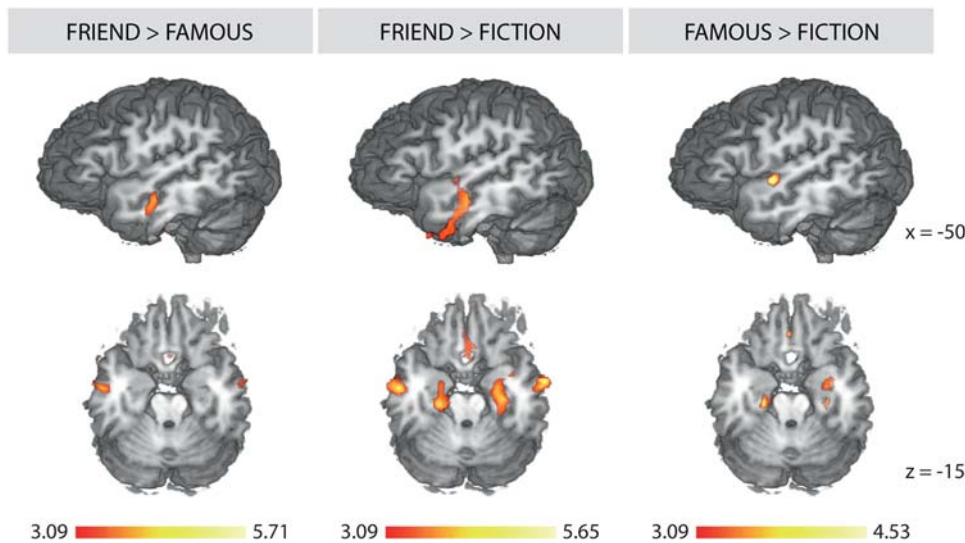 FRIEND > FAMOUS
FRIEND > FICTION
FAMOUS > FICTION
x = -50
z = -15
3.09 5.71
3.09 5.65
3.09 4.53